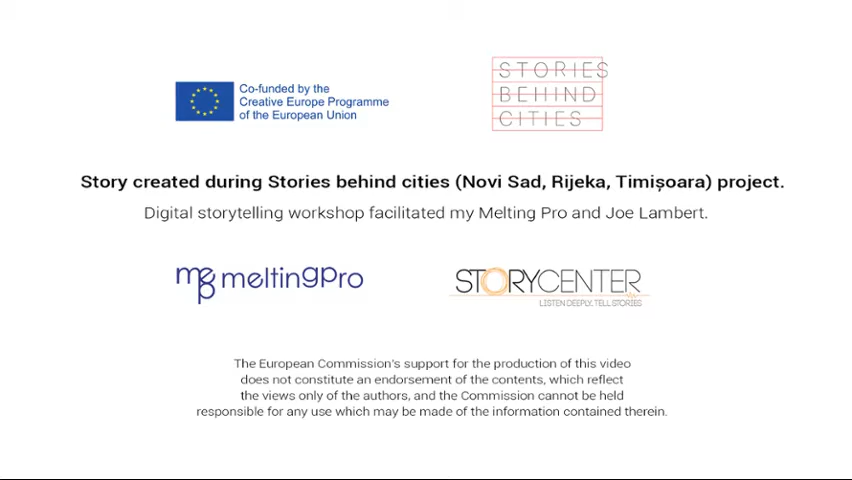 Co-funded by the
Creative Europe Programme
of the European Union
STORIES
BEHIND
CITIES
Story created during Stories behind cities (Novi Sad, Rijeka, Timișoara) project.
Digital storytelling workshop facilitated my Melting Pro and Joe Lambert.
mep meltingpro
STORYCENTER
LISTEN DEEPLY. TELL STORIES
The European Commission's support for the production of this video
does not constitute an endorsement of the contents, which reflect
the views only of the authors, and the Commission cannot be held
responsible for any use which may be made of the information contained therein.